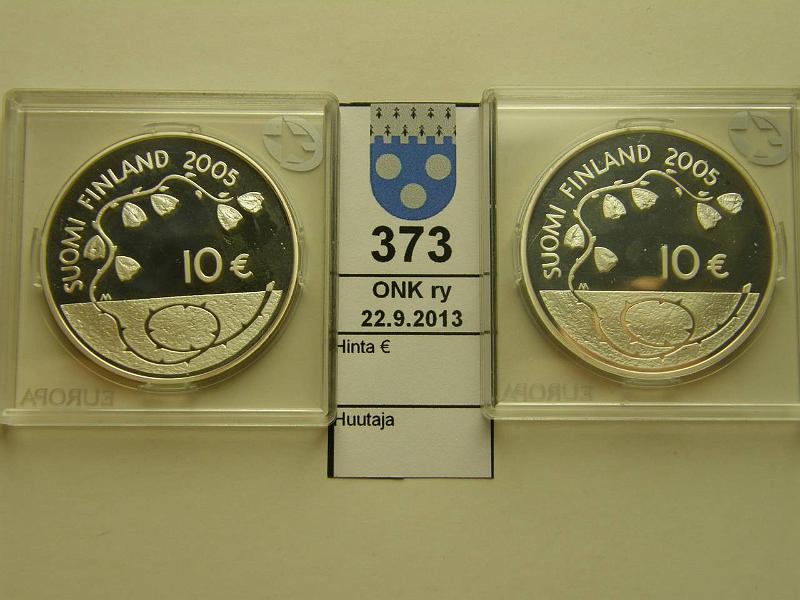 SUOMI FINLAND 2005
10 €
EUROPA
373
ONK ry
22.9.2013
Hinta €
Huutaja
SUOMI FINLAND 2005
10 €
EUROPA